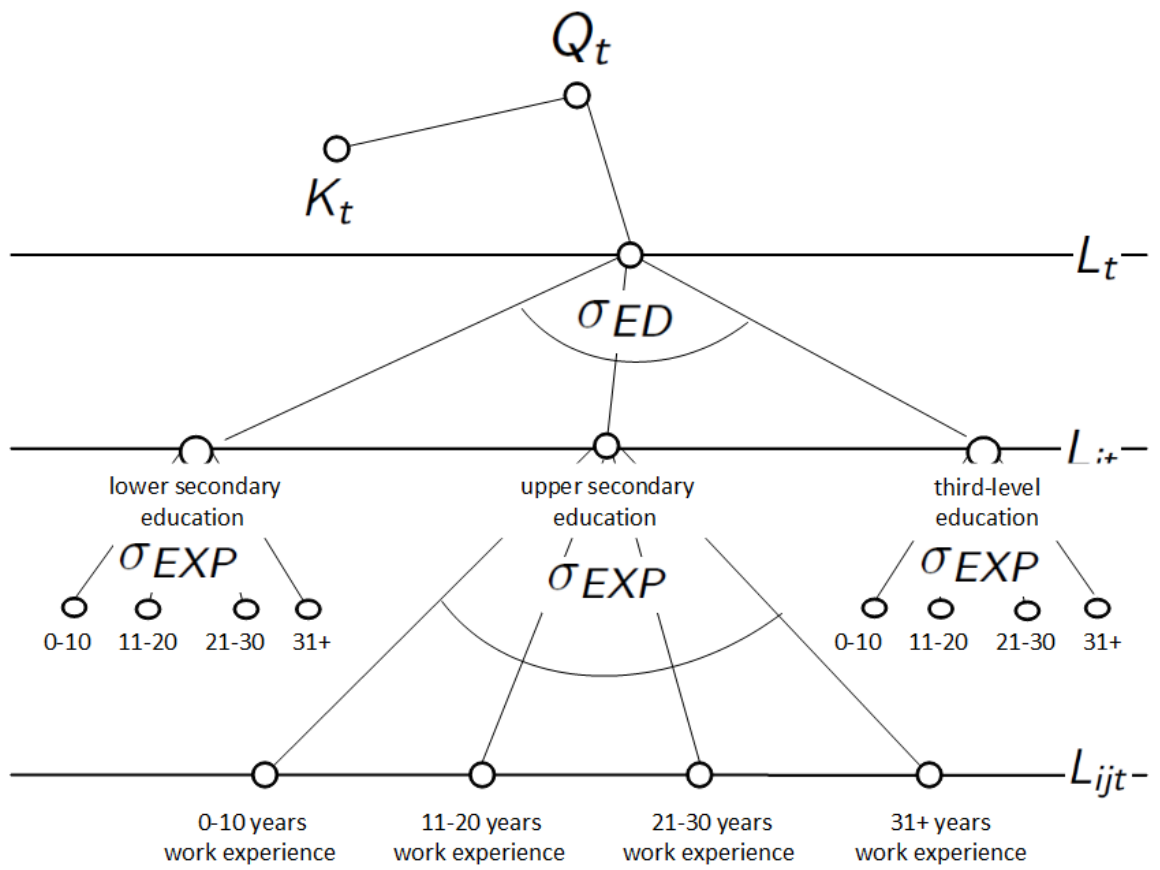 Qt
Kt
Lt
σED
Lit
lower secondary
education
upper secondary
education
third-level
education
σEXP
σEXP
σEXP
0-10 11-20 21-30 31+
0-10 11-20 21-30 31+
Lijt
0-10 years
work experience
11-20 years
work experience
21-30 years
work experience
31+ years
work experience